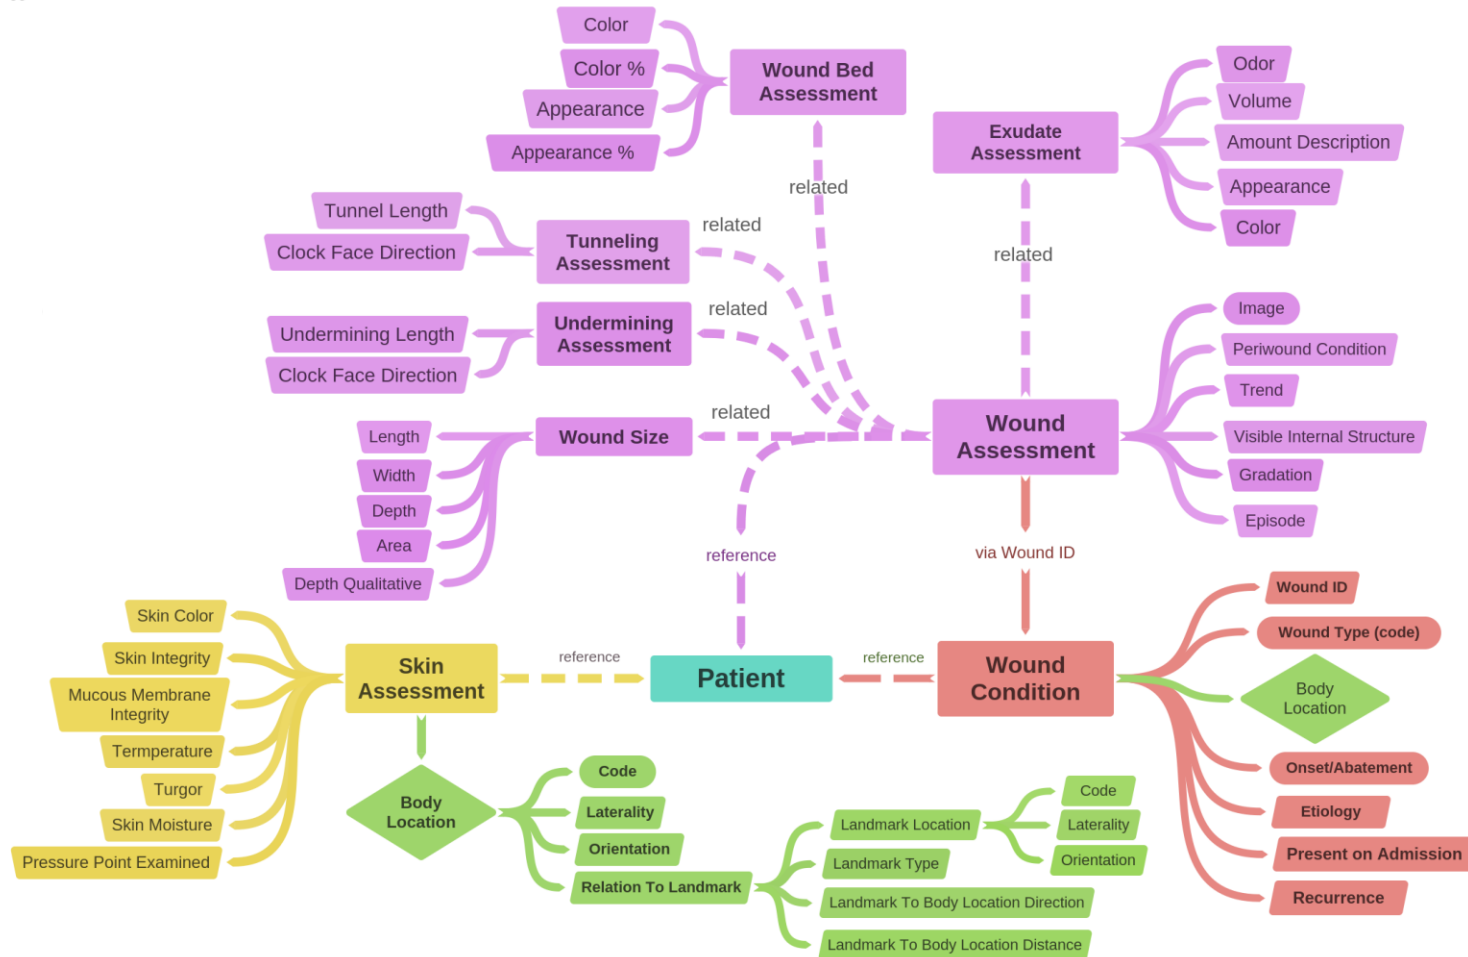 Color
Color %
Appearance
Appearance %
Wound Bed
Assessment
related
Exudate
Assessment
Odor
Volume
Amount Description
Appearance
Color
related
Tunnel Length
Clock Face Direction
Tunneling
Assessment
related
Undermining Length
Clock Face Direction
Undermining
Assessment
related
Length
Width
Depth
Area
Depth Qualitative
Wound Size
related
Wound
Assessment
Image
Periwound Condition
Trend
Visible Internal Structure
Gradation
Episode
reference
via Wound ID
Skin Color
Skin Integrity
Mucous Membrane
Integrity
Termperature
Turgor
Skin Moisture
Pressure Point Examined
Skin
Assessment
reference
Patient
reference
Wound
Condition
Wound ID
Wound Type (code)
Body
Location
Onset/Abatement
Etiology
Present on Admission
Recurrence
Body
Location
Code
Laterality
Orientation
Relation To Landmark
Landmark Location
Landmark Type
Landmark To Body Location Direction
Landmark To Body Location Distance
Code
Laterality
Orientation